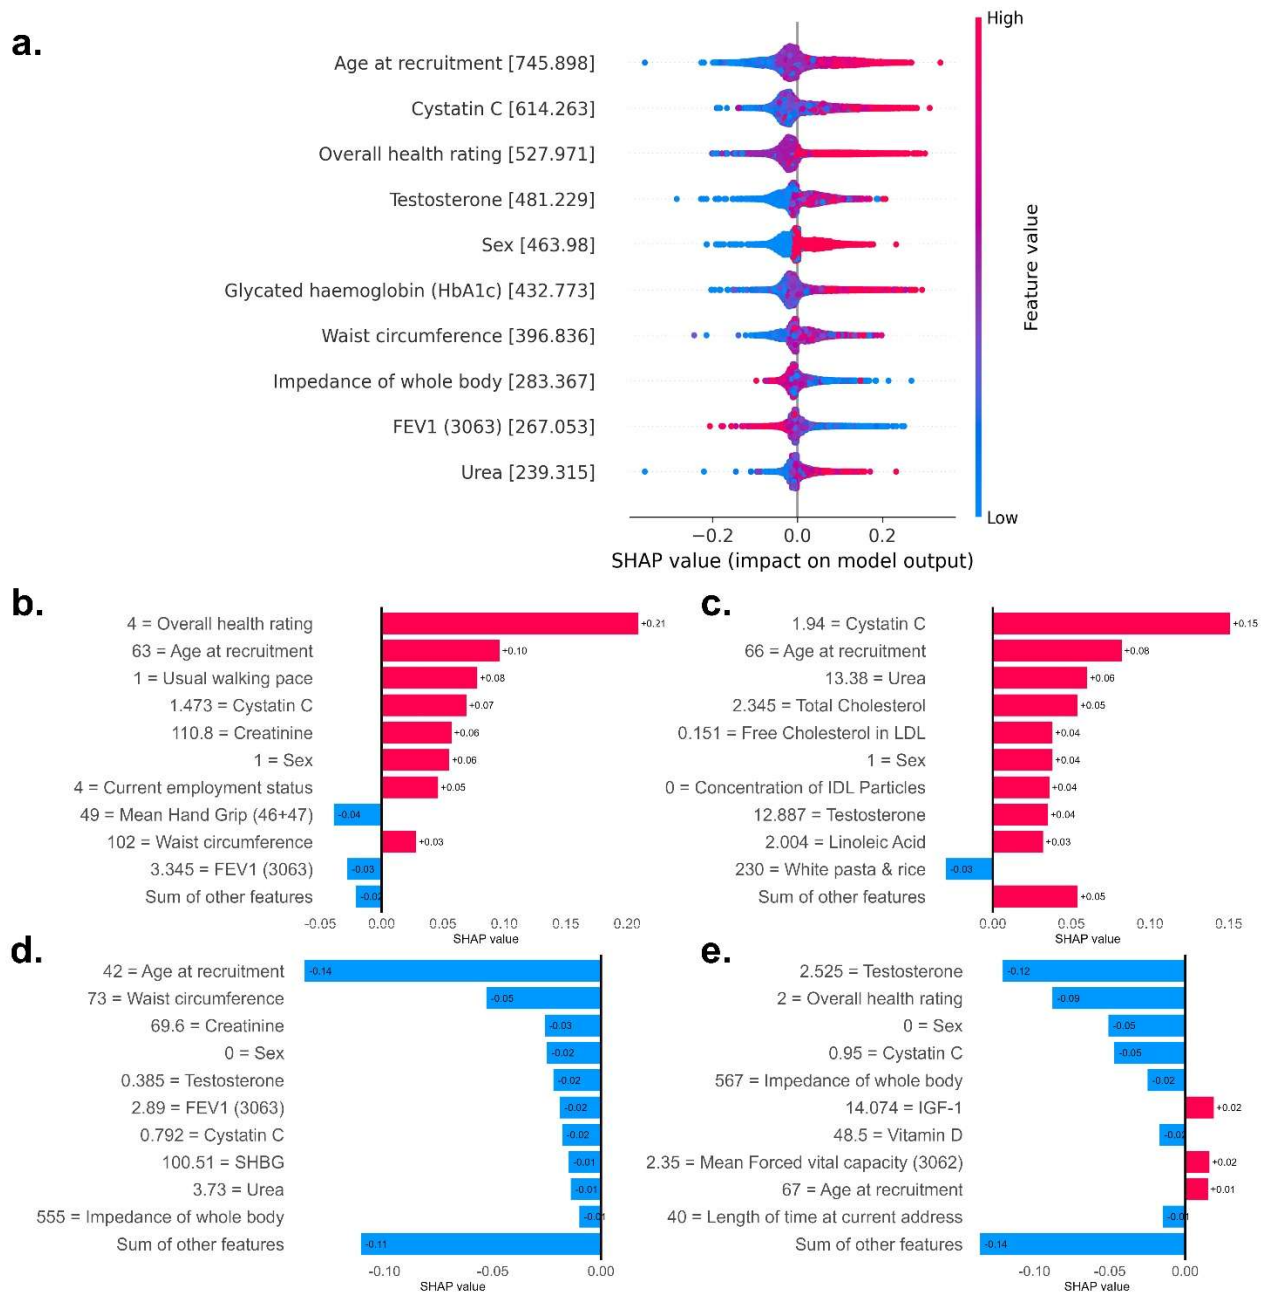 a.
High
Age at recruitment [745.898]
Cystatin C [614.263]
Overall health rating [527.971]
Testosterone [481.229]
Sex [463.98]
Glycated haemoglobin (HbA1c) [432.773]
Waist circumference [396.836]
Impedance of whole body [283.367]
FEV1 (3063) [267.053]
Urea [239.315]
Feature value
Low
−0.2 0.0 0.2
SHAP value (impact on model output)
b.
4 = Overall health rating +0.21
63 = Age at recruitment +0.10
1 = Usual walking pace +0.08
1.473 = Cystatin C +0.07
110.8 = Creatinine +0.06
1 = Sex +0.06
4 = Current employment status +0.05
49 = Mean Hand Grip (46+47) -0.04
102 = Waist circumference +0.03
3.345 = FEV1 (3063) -0.03
Sum of other features -0.02
-0.05 0.00 0.05 0.10 0.15 0.20
SHAP value
c.
1.94 = Cystatin C +0.15
66 = Age at recruitment +0.08
13.38 = Urea +0.06
2.345 = Total Cholesterol +0.05
0.151 = Free Cholesterol in LDL +0.04
1 = Sex +0.04
0 = Concentration of IDL Particles +0.04
12.887 = Testosterone +0.04
2.004 = Linoleic Acid +0.03
230 = White pasta & rice -0.03
Sum of other features +0.05
0.00 0.05 0.10 0.15
SHAP value
d.
42 = Age at recruitment -0.14
73 = Waist circumference -0.05
69.6 = Creatinine -0.03
0 = Sex -0.02
0.385 = Testosterone -0.02
2.89 = FEV1 (3063) -0.02
0.792 = Cystatin C -0.02
100.51 = SHBG -0.01
3.73 = Urea -0.01
555 = Impedance of whole body -0.01
Sum of other features -0.11
-0.10 -0.05 0.00
SHAP value
e.
2.525 = Testosterone -0.12
2 = Overall health rating -0.09
0 = Sex -0.05
0.95 = Cystatin C -0.05
567 = Impedance of whole body -0.02
14.074 = IGF-1 +0.02
48.5 = Vitamin D -0.02
2.35 = Mean Forced vital capacity (3062) +0.02
67 = Age at recruitment +0.01
40 = Length of time at current address -0.01
Sum of other features -0.14
-0.10 -0.05 0.00
SHAP value